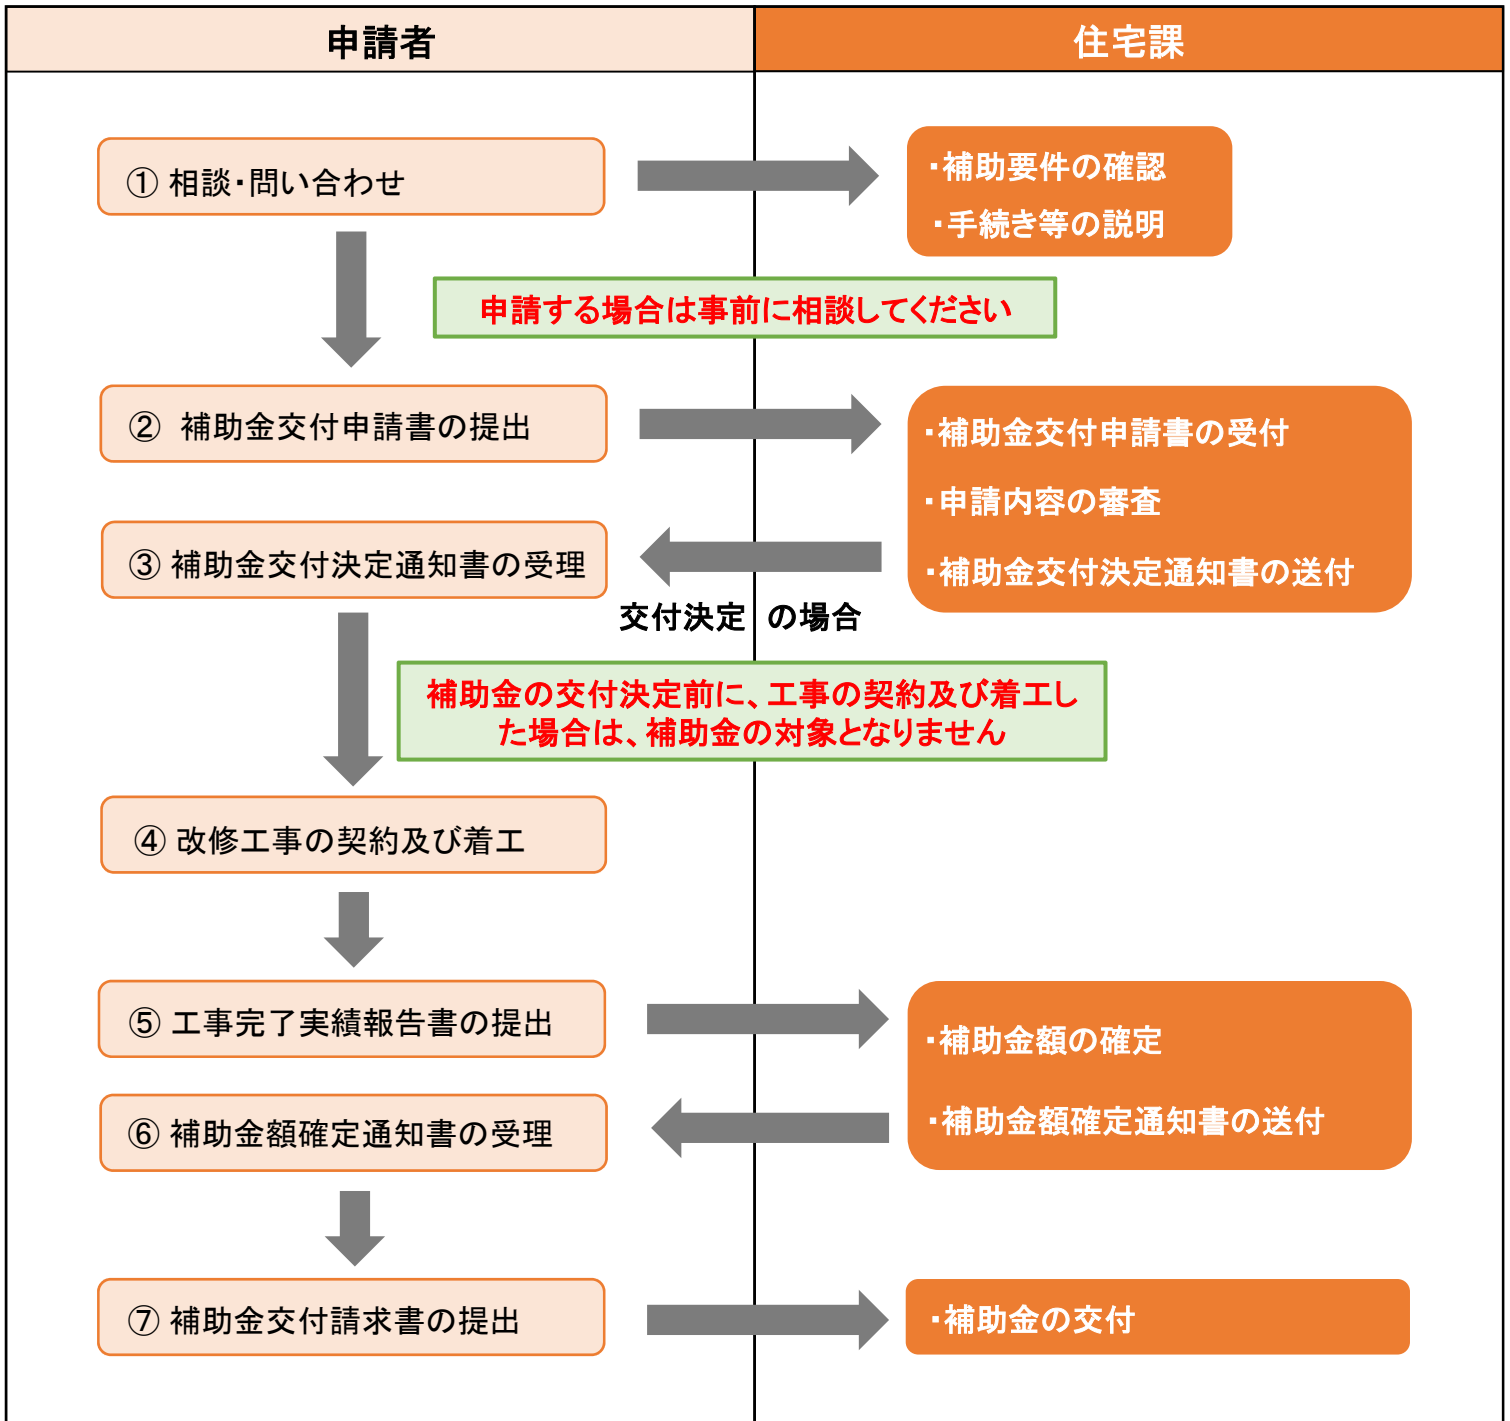 申請者
住宅課
① 相談・問い合わせ
・補助要件の確認
・手続き等の説明
申請する場合は事前に相談してください
② 補助金交付申請書の提出
・補助金交付申請書の受付
・申請内容の審査
・補助金交付決定通知書の送付
③ 補助金交付決定通知書の受理
交付決定 の場合
補助金の交付決定前に、工事の契約及び着工し
た場合は、補助金の対象となりません
④ 改修工事の契約及び着工
⑤ 工事完了実績報告書の提出
・補助金額の確定
・補助金額確定通知書の送付
⑥ 補助金額確定通知書の受理
⑦ 補助金交付請求書の提出
・補助金の交付